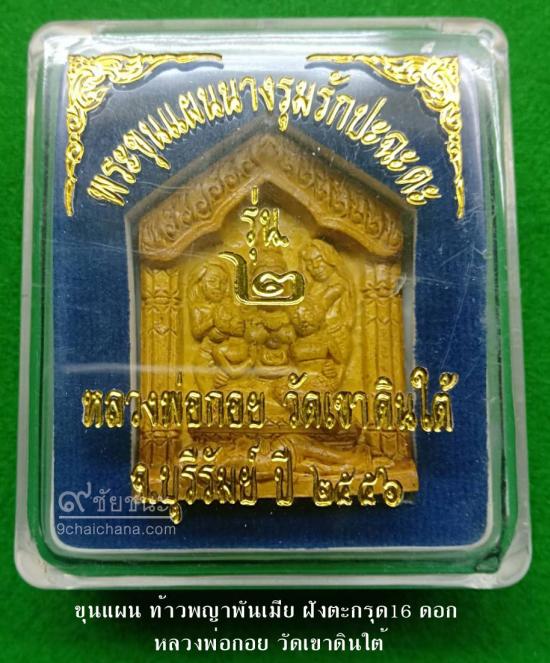 พระขุนแผนนางรุมรักปะฉะดะ
รุ่น
๒
หลวงพ่อกอย วัดเขาดินใต้
จ.บุรีรัมย์ ปี ๒๕๕๖
๙ชัยชนะ
9chaichana.com
ขุนแผน ท้าวพญาพันเมีย ฝังตะกรุด16 ดอก
หลวงพ่อกอย วัดเขาดินใต้